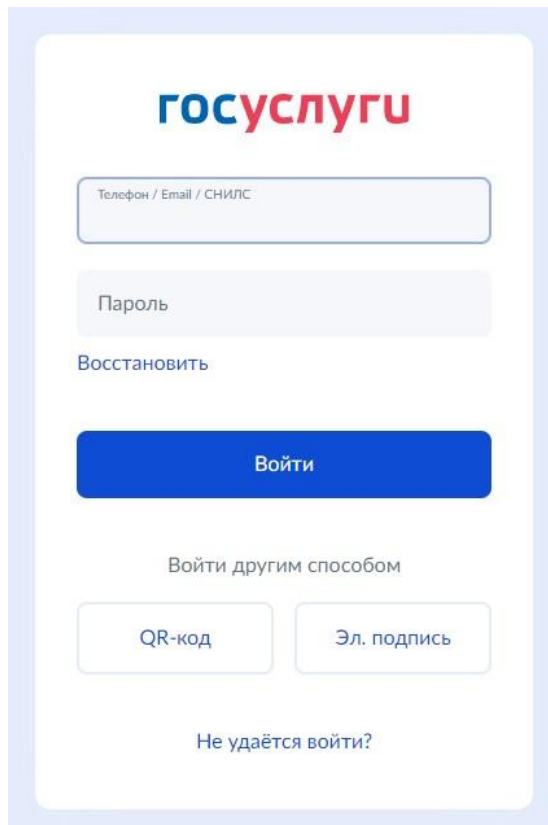 госуслуги
Телефон / Email / СНИЛС
Пароль
Восстановить
Войти
Войти другим способом
QR-код
Эл. подпись
Не удаётся войти?